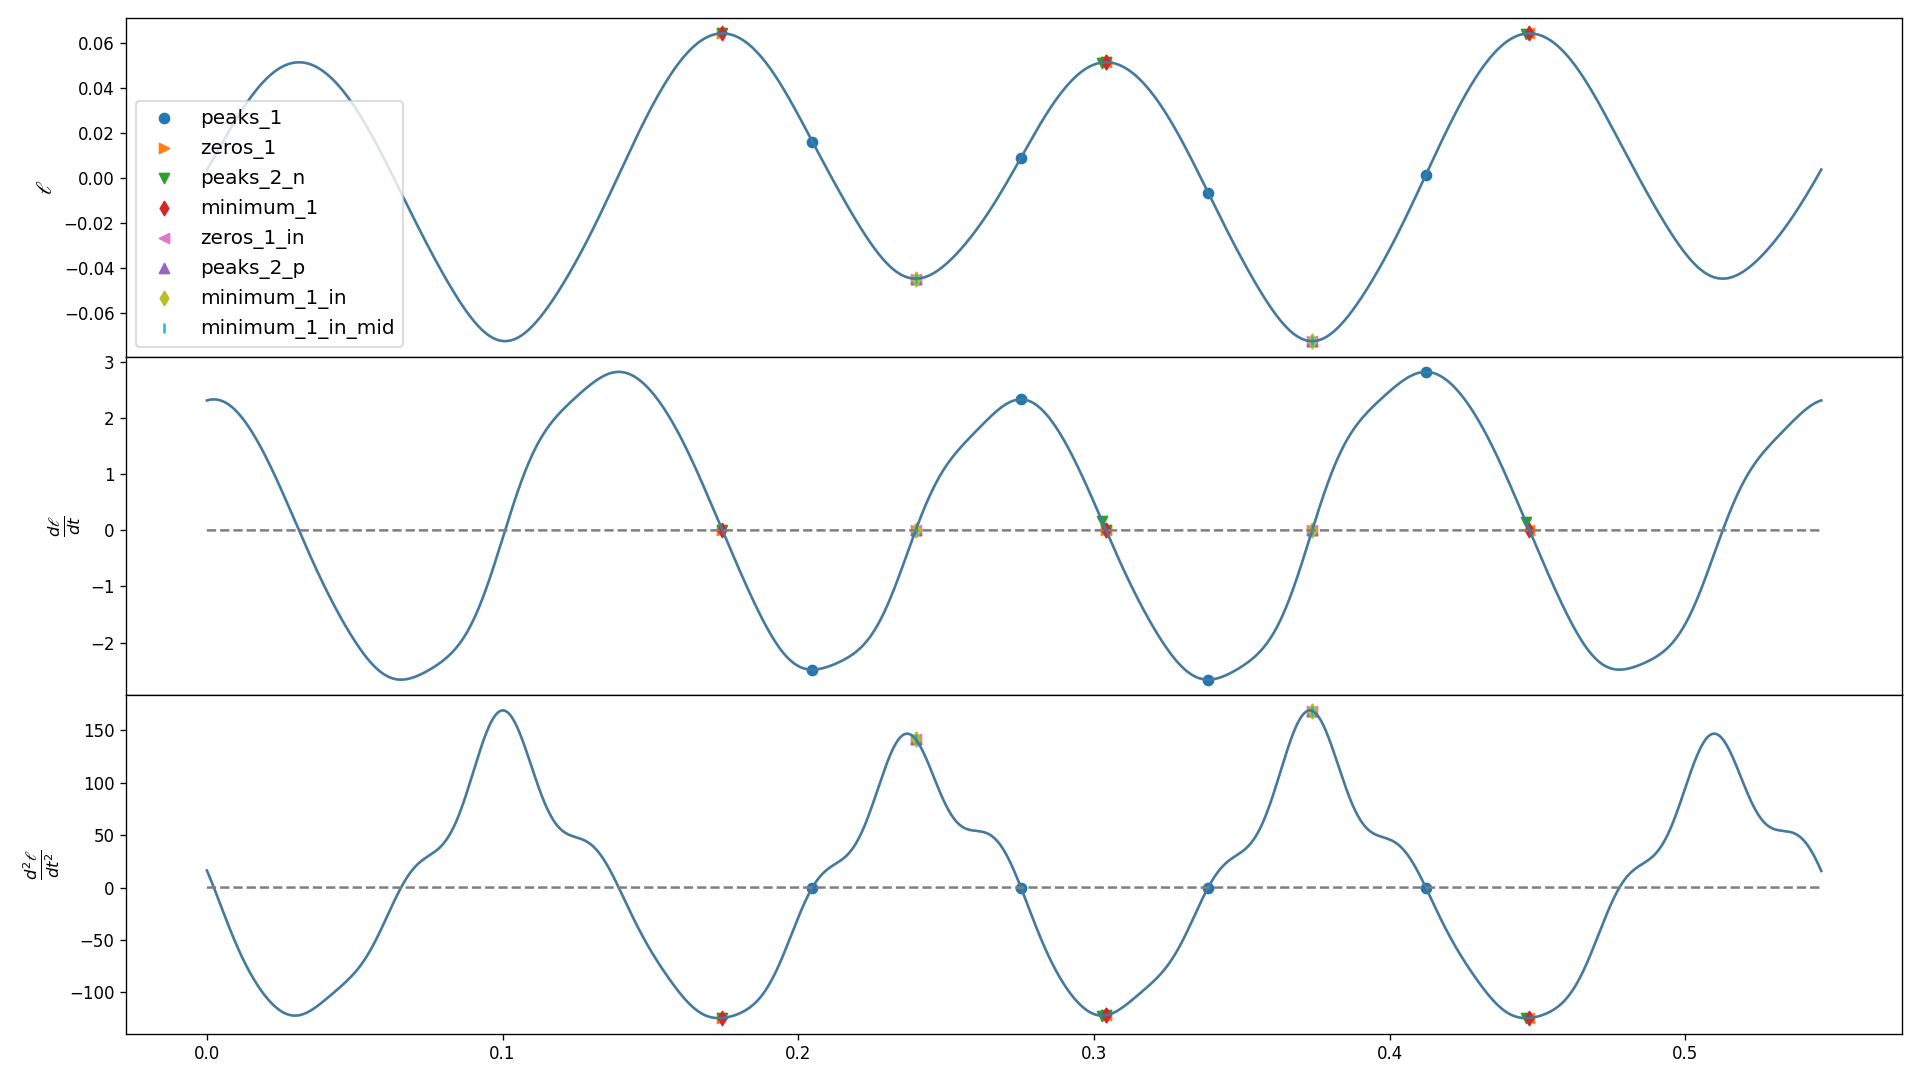 0.06
0.04
0.02
0.00
−0.02
−0.04
−0.06
ℓ
peaks_1
zeros_1
peaks_2_n
minimum_1
zeros_1_in
peaks_2_p
minimum_1_in
minimum_1_in_mid
3
2
1
0
−1
−2
dℓ/dt
150
100
50
0
−50
−100
d²ℓ/dt²
0.0 0.1 0.2 0.3 0.4 0.5